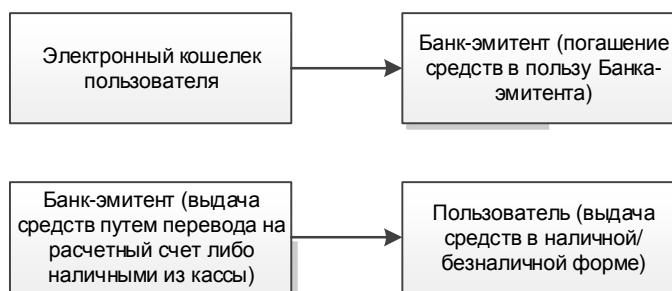 Электронный кошелек
пользователя
Банк-эмитент (погашение
средств в пользу Банка-
эмитента)
Банк-эмитент (выдача
средств путем перевода на
расчетный счет либо
наличными из кассы)
Пользователь (выдача
средств в наличной/
безналичной форме)